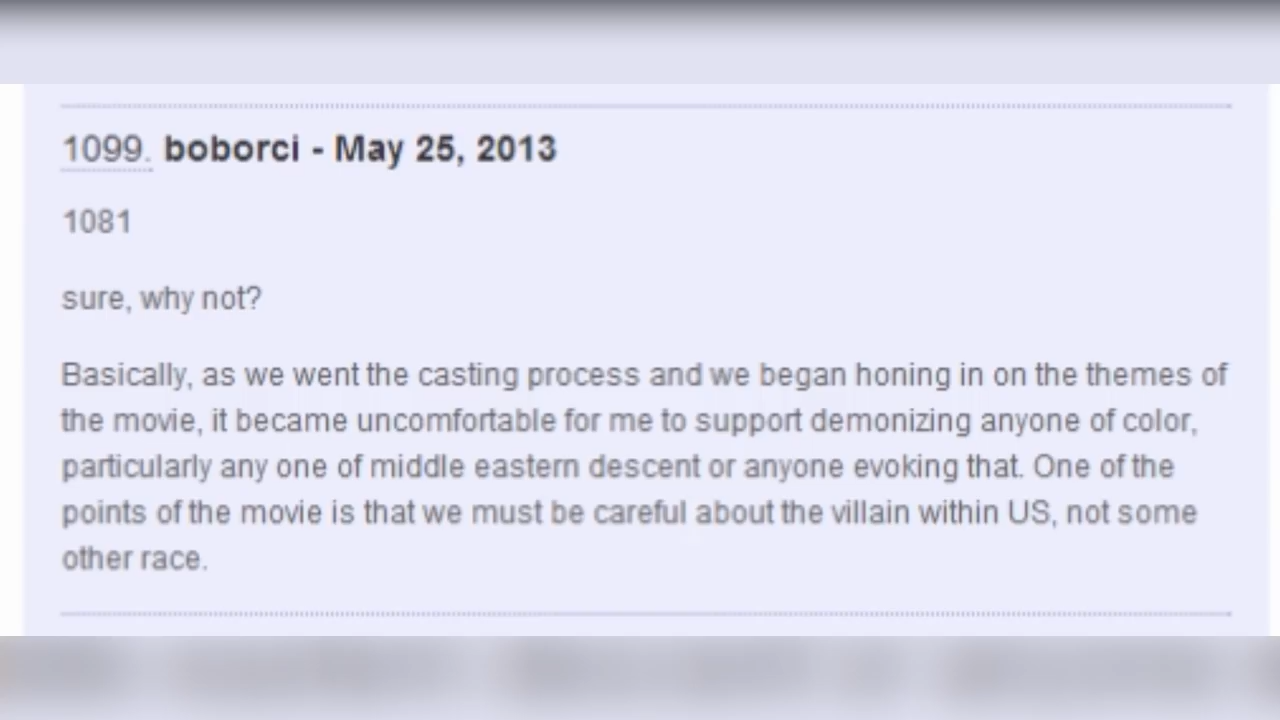 1099. boborci - May 25, 2013
1081
sure, why not?
Basically, as we went the casting process and we began honing in on the themes of
the movie, it became uncomfortable for me to support demonizing anyone of color,
particularly any one of middle eastern descent or anyone evoking that. One of the
points of the movie is that we must be careful about the villain within US, not some
other race.